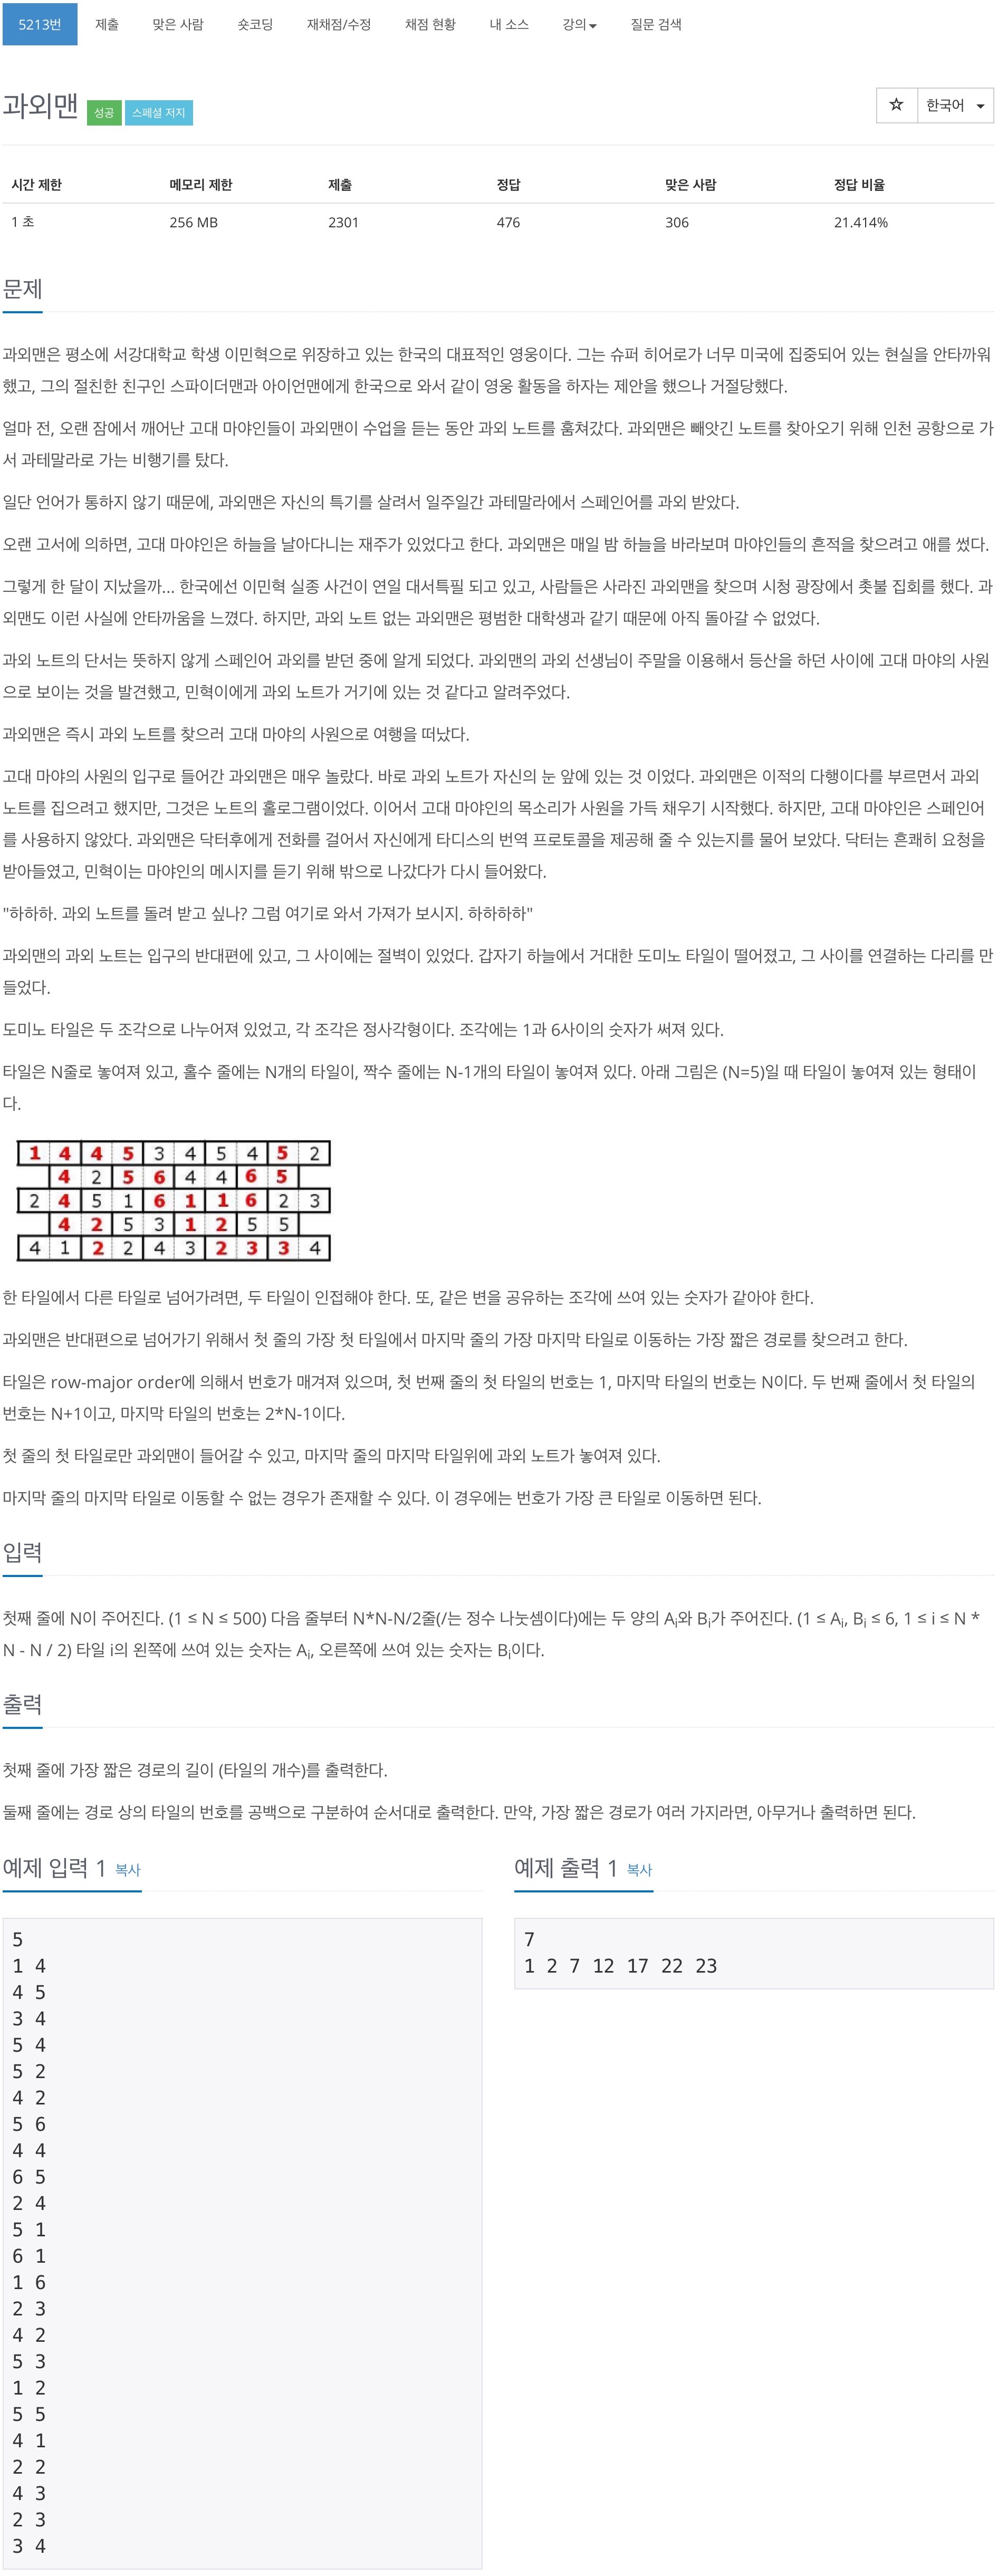 5213번 제출 맞은 사람 숏코딩 재채점/수정 채점 현황 내 소스 강의 질문 검색
과외맨 성공 스페셜 저지 ☆ 한국어
시간 제한 메모리 제한 제출 정답 맞은 사람 정답 비율
1 초 256 MB 2301 476 306 21.414%
문제
과외맨은 평소에 서강대학교 학생 이민혁으로 위장하고 있는 한국의 대표적인 영웅이다. 그는 슈퍼 히어로가 너무 미국에 집중되어 있는 현실을 안타까워
했고, 그의 절친한 친구인 스파이더맨과 아이언맨에게 한국으로 와서 같이 영웅 활동을 하자는 제안을 했으나 거절당했다.
얼마 전, 오랜 잠에서 깨어난 고대 마야인들이 과외맨이 수업을 듣는 동안 과외 노트를 훔쳐갔다. 과외맨은 빼앗긴 노트를 찾아오기 위해 인천 공항으로 가
서 과테말라로 가는 비행기를 탔다.
일단 언어가 통하지 않기 때문에, 과외맨은 자신의 특기를 살려서 일주일간 과테말라에서 스페인어를 과외 받았다.
오랜 고서에 의하면, 고대 마야인은 하늘을 날아다니는 재주가 있었다고 한다. 과외맨은 매일 밤 하늘을 바라보며 마야인들의 흔적을 찾으려고 애를 썼다.
그렇게 한 달이 지났을까... 한국에선 이민혁 실종 사건이 연일 대서특필 되고 있고, 사람들은 사라진 과외맨을 찾으며 시청 광장에서 촛불 집회를 했다. 과
외맨도 이런 사실에 안타까움을 느꼈다. 하지만, 과외 노트 없는 과외맨은 평범한 대학생과 같기 때문에 아직 돌아갈 수 없었다.
과외 노트의 단서는 뜻하지 않게 스페인어 과외를 받던 중에 알게 되었다. 과외맨의 과외 선생님이 주말을 이용해서 등산을 하던 사이에 고대 마야의 사원
으로 보이는 것을 발견했고, 민혁이에게 과외 노트가 거기에 있는 것 같다고 알려주었다.
과외맨은 즉시 과외 노트를 찾으러 고대 마야의 사원으로 여행을 떠났다.
고대 마야의 사원의 입구로 들어간 과외맨은 매우 놀랐다. 바로 과외 노트가 자신의 눈 앞에 있는 것 이었다. 과외맨은 이적의 다행이다를 부르면서 과외
노트를 집으려고 했지만, 그것은 노트의 홀로그램이었다. 이어서 고대 마야인의 목소리가 사원을 가득 채우기 시작했다. 하지만, 고대 마야인은 스페인어
를 사용하지 않았다. 과외맨은 닥터후에게 전화를 걸어서 자신에게 타디스의 번역 프로토콜을 제공해 줄 수 있는지를 물어 보았다. 닥터는 흔쾌히 요청을
받아들였고, 민혁이는 마야인의 메시지를 듣기 위해 밖으로 나갔다가 다시 들어왔다.
"하하하. 과외 노트를 돌려 받고 싶나? 그럼 여기로 와서 가져가 보시지. 하하하하"
과외맨의 과외 노트는 입구의 반대편에 있고, 그 사이에는 절벽이 있었다. 갑자기 하늘에서 거대한 도미노 타일이 떨어졌고, 그 사이를 연결하는 다리를 만
들었다.
도미노 타일은 두 조각으로 나누어져 있었고, 각 조각은 정사각형이다. 조각에는 1과 6사이의 숫자가 써져 있다.
타일은 N줄로 놓여져 있고, 홀수 줄에는 N개의 타일이, 짝수 줄에는 N-1개의 타일이 놓여져 있다. 아래 그림은 (N=5)일 때 타일이 놓여져 있는 형태이
다.
1 4 4 5 3 4 5 4 5 2
4 2 5 6 4 4 6 5
2 4 5 1 6 1 1 6 2 3
4 2 5 3 1 2 5 5
4 1 2 2 4 3 2 3 3 4
한 타일에서 다른 타일로 넘어가려면, 두 타일이 인접해야 한다. 또, 같은 변을 공유하는 조각에 쓰여 있는 숫자가 같아야 한다.
과외맨은 반대편으로 넘어가기 위해서 첫 줄의 가장 첫 타일에서 마지막 줄의 가장 마지막 타일로 이동하는 가장 짧은 경로를 찾으려고 한다.
타일은 row-major order에 의해서 번호가 매겨져 있으며, 첫 번째 줄의 첫 타일의 번호는 1, 마지막 타일의 번호는 N이다. 두 번째 줄에서 첫 타일의
번호는 N+1이고, 마지막 타일의 번호는 2*N-1이다.
첫 줄의 첫 타일로만 과외맨이 들어갈 수 있고, 마지막 줄의 마지막 타일위에 과외 노트가 놓여져 있다.
마지막 줄의 마지막 타일로 이동할 수 없는 경우가 존재할 수 있다. 이 경우에는 번호가 가장 큰 타일로 이동하면 된다.
입력
첫째 줄에 N이 주어진다. (1 ≤ N ≤ 500) 다음 줄부터 N*N-N/2줄(/는 정수 나눗셈이다)에는 두 양의 Ai와 Bi가 주어진다. (1 ≤ Ai, Bi ≤ 6, 1 ≤ i ≤ N *
N - N / 2) 타일 i의 왼쪽에 쓰여 있는 숫자는 Ai, 오른쪽에 쓰여 있는 숫자는 Bi이다.
출력
첫째 줄에 가장 짧은 경로의 길이 (타일의 개수)를 출력한다.
둘째 줄에는 경로 상의 타일의 번호를 공백으로 구분하여 순서대로 출력한다. 만약, 가장 짧은 경로가 여러 가지라면, 아무거나 출력하면 된다.
예제 입력 1 복사
5
1 4
4 5
3 4
5 4
5 2
4 2
5 6
4 4
6 5
2 4
5 1
6 1
1 6
2 3
4 2
5 3
1 2
5 5
4 1
2 2
4 3
2 3
3 4
예제 출력 1 복사
7
1 2 7 12 17 22 23